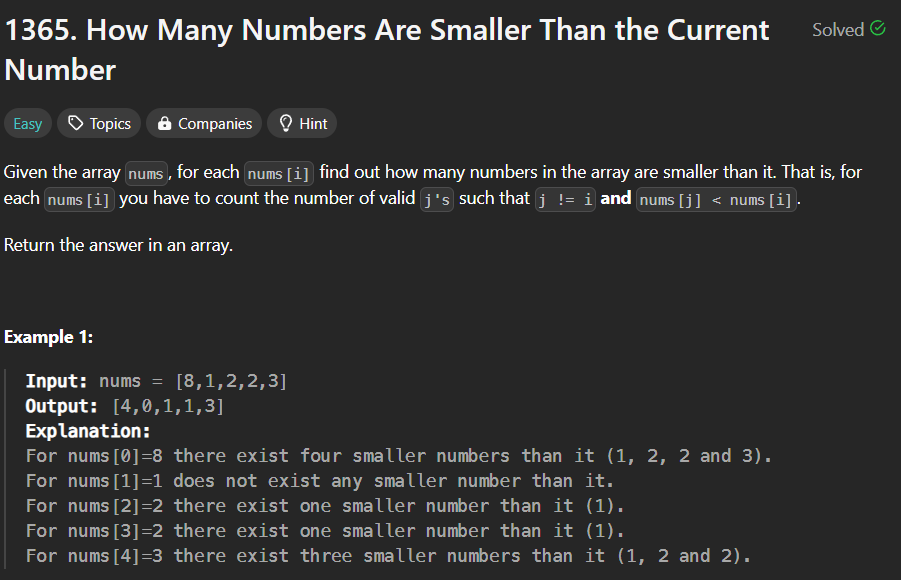 1365. How Many Numbers Are Smaller Than the Current
Solved
Number
Easy Topics Companies Hint
Given the array nums, for each nums[i] find out how many numbers in the array are smaller than it. That is, for
each nums[i] you have to count the number of valid j's such that j != i and nums[j] < nums[i].
Return the answer in an array.
Example 1:
Input: nums = [8,1,2,2,3]
Output: [4,0,1,1,3]
Explanation:
For nums[0]=8 there exist four smaller numbers than it (1, 2, 2 and 3).
For nums[1]=1 does not exist any smaller number than it.
For nums[2]=2 there exist one smaller number than it (1).
For nums[3]=2 there exist one smaller number than it (1).
For nums[4]=3 there exist three smaller numbers than it (1, 2 and 2).